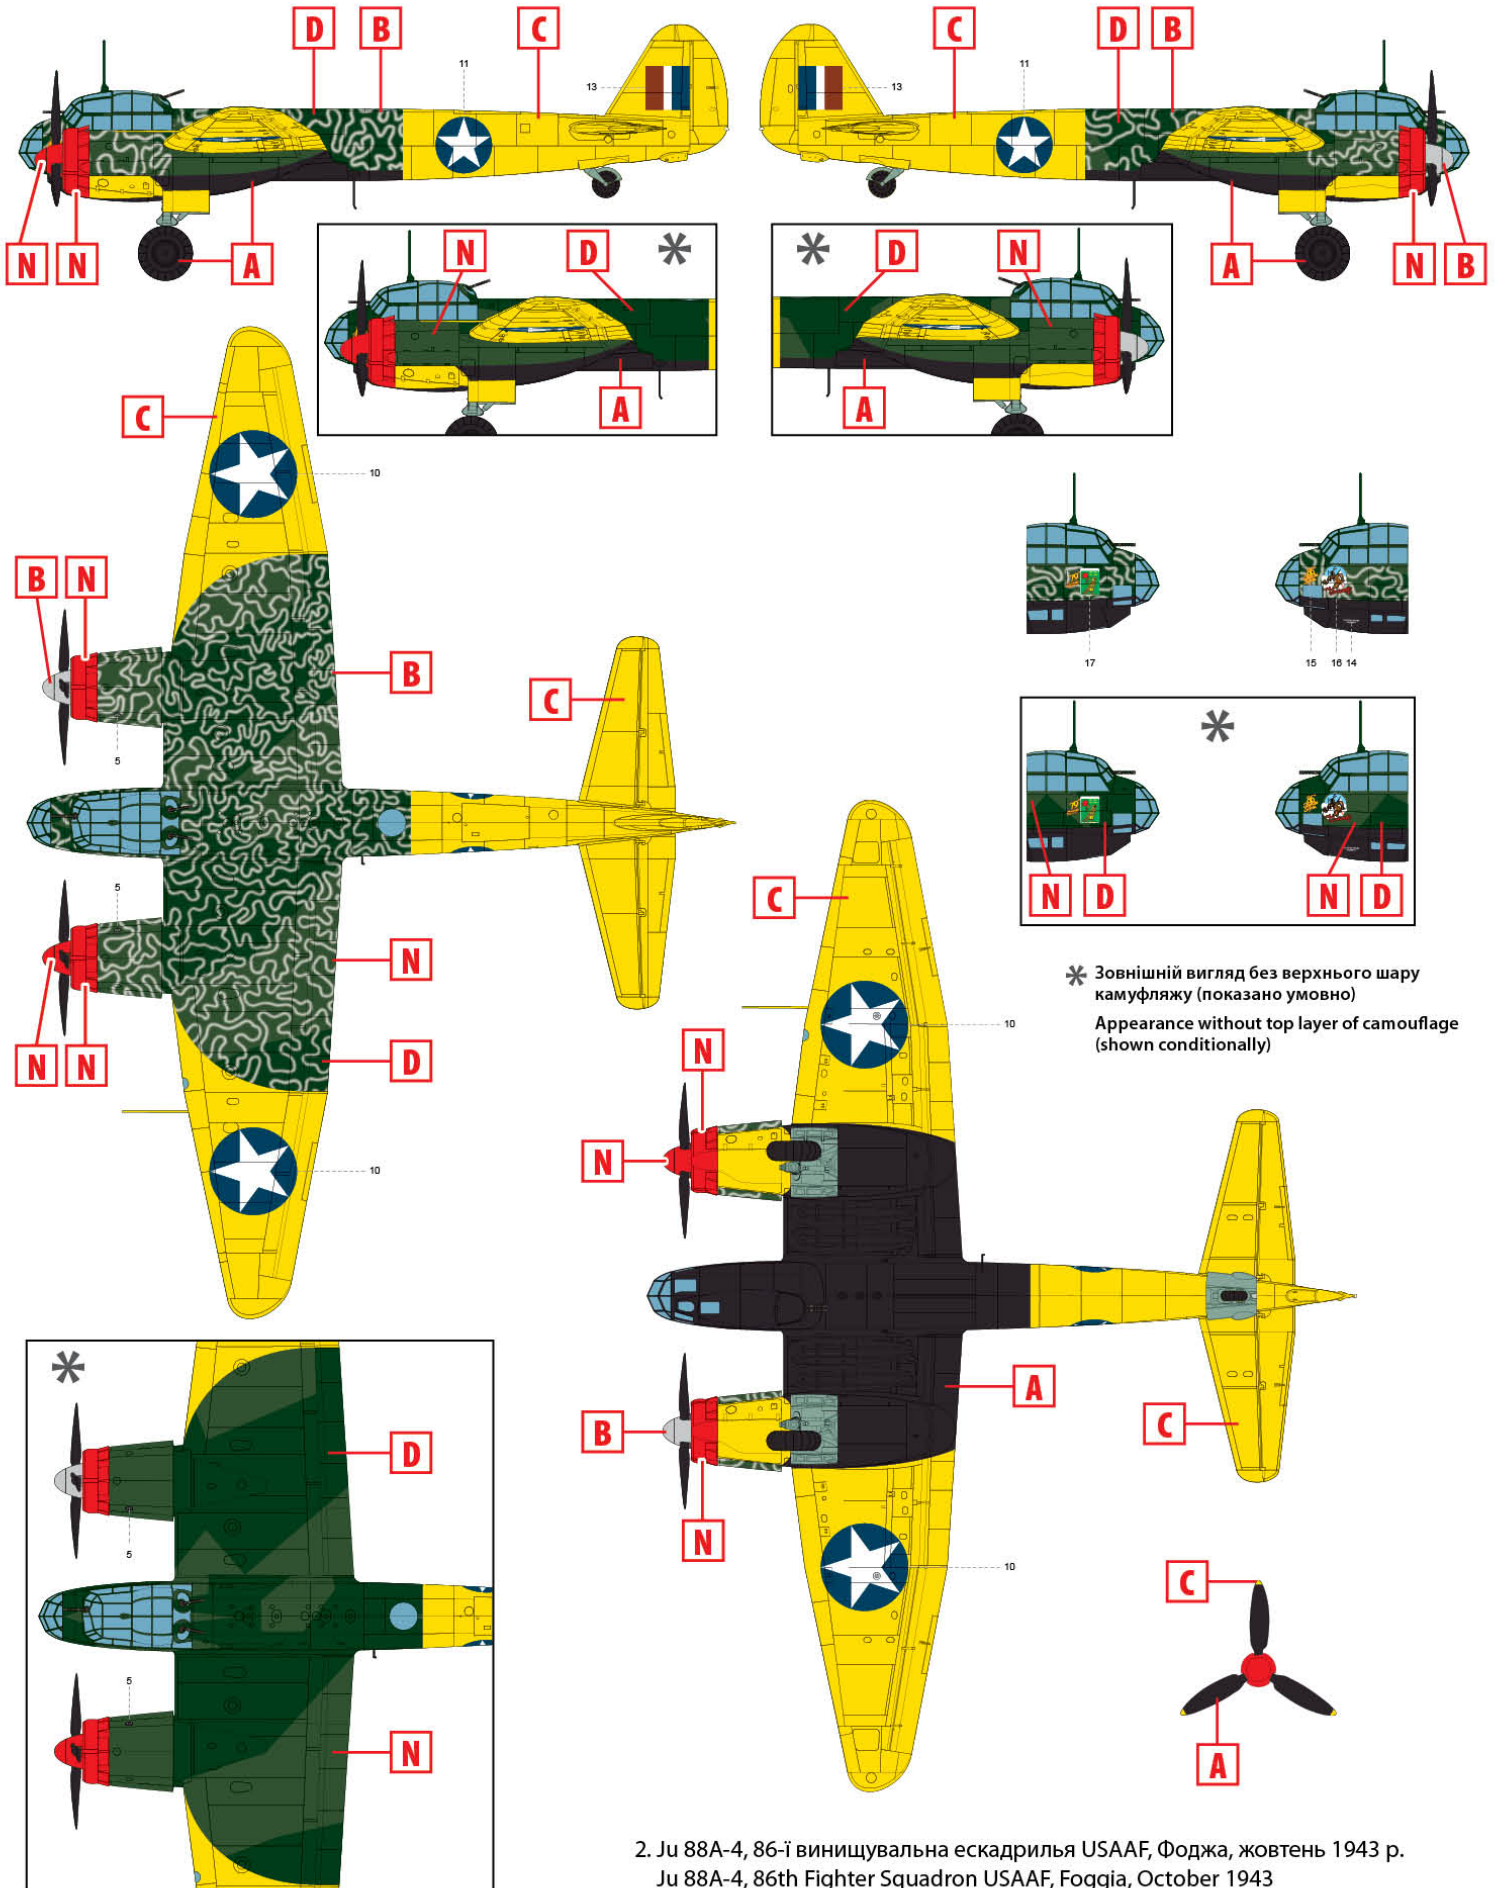 D B C
11
13
N N A
C D B
11
13
A N B
N D
A
D N
A
C
10
B N
5
B
C
5
N
N N
D
10
17
15 16 14
N D
N D
✱ Зовнішній вигляд без верхнього шару
камуфляжу (показано умовно)
Appearance without top layer of camouflage
(shown conditionally)
C
10
N
N
A
B
C
N
10
D
5
5
N
C
A
2. Ju 88A-4, 86-ї винищувальна ескадрилья USAAF, Фоджа, жовтень 1943 р.
Ju 88A-4, 86th Fighter Squadron USAAF, Foggia, October 1943